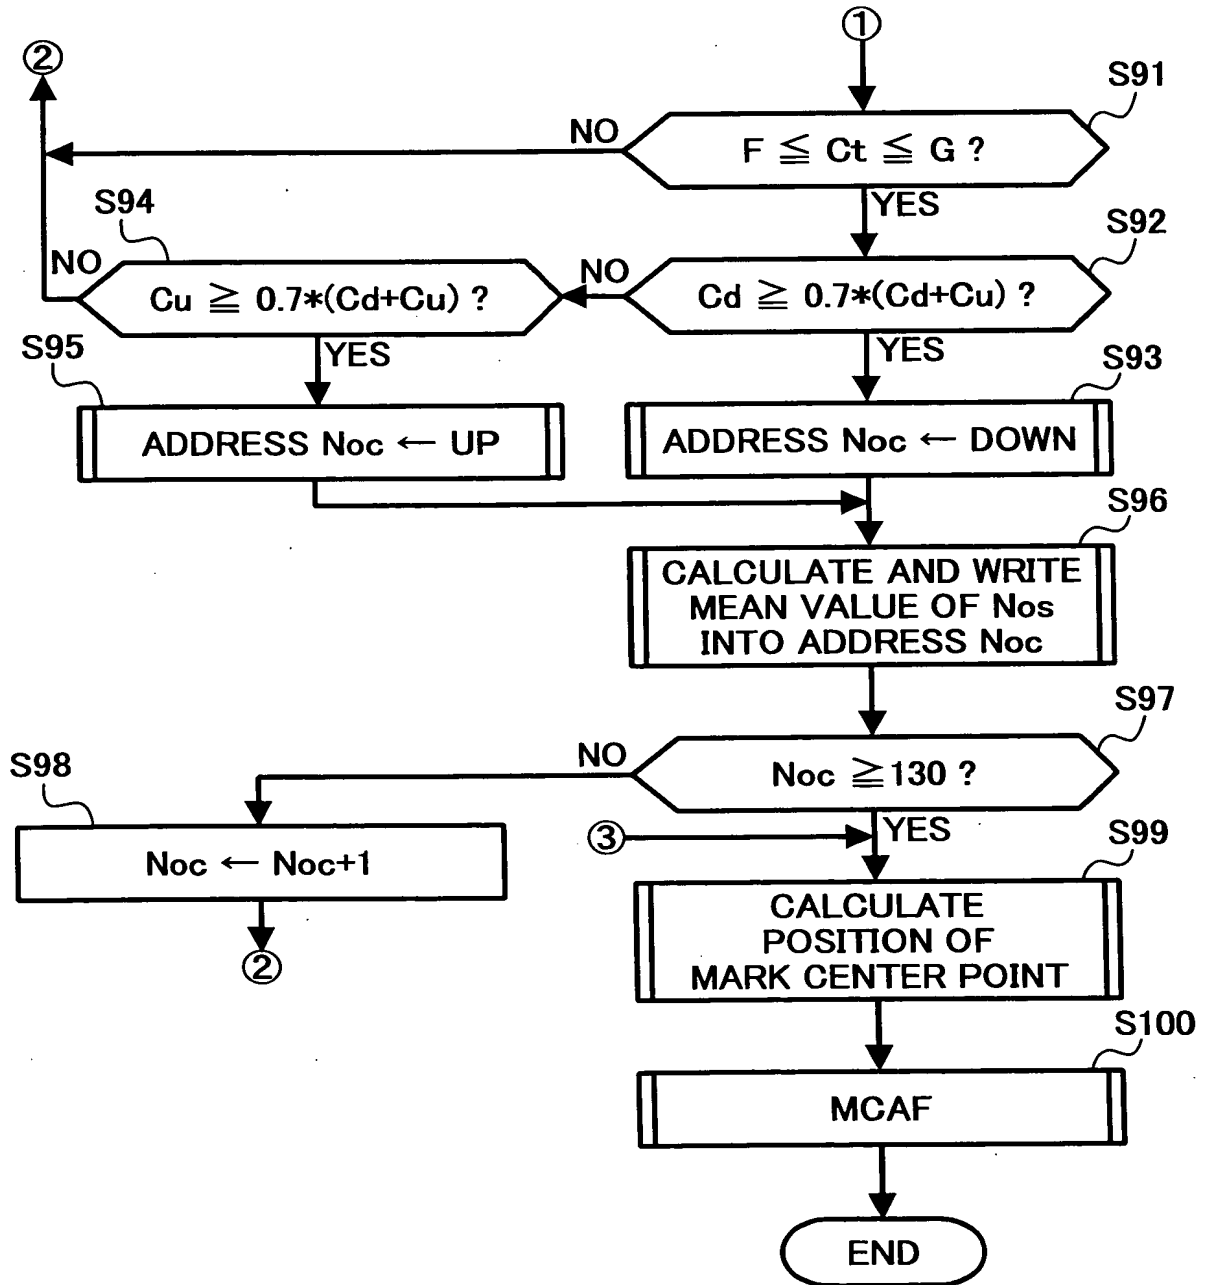 ①
②
S91
NO
F ≦ Ct ≦ G ?
YES
S94
S92
NO
Cu ≧ 0.7*(Cd+Cu) ?
NO
Cd ≧ 0.7*(Cd+Cu) ?
S95
YES
YES
S93
ADDRESS Noc ← UP
ADDRESS Noc ← DOWN
S96
CALCULATE AND WRITE
MEAN VALUE OF Nos
INTO ADDRESS Noc
S97
NO
Noc ≧130 ?
S98
YES
③
S99
Noc ← Noc+1
②
CALCULATE
POSITION OF
MARK CENTER POINT
S100
MCAF
END